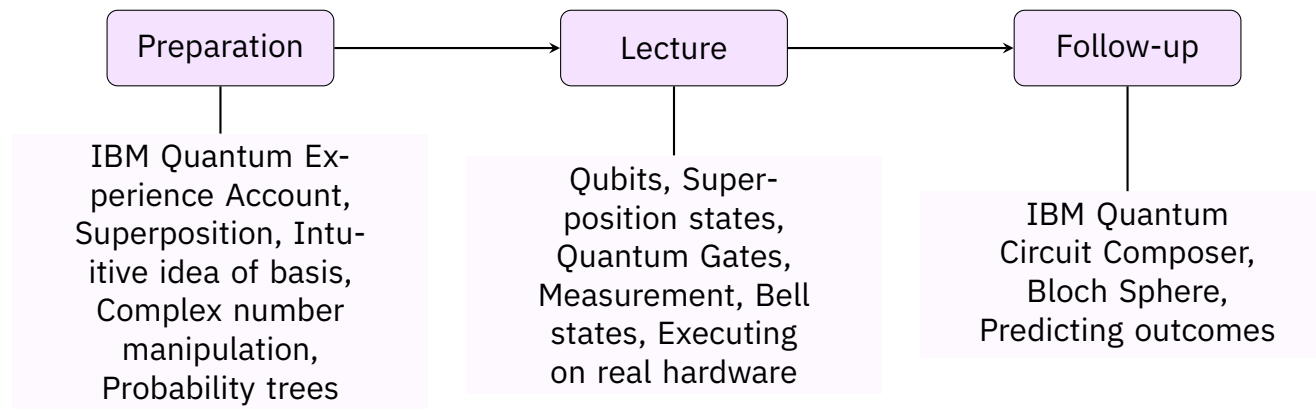 Preparation
Lecture
Follow-up
IBM Quantum Ex-
perience Account,
Superposition, Intu-
itive idea of basis,
Complex number
manipulation,
Probability trees
Qubits, Super-
position states,
Quantum Gates,
Measurement, Bell
states, Executing
on real hardware
IBM Quantum
Circuit Composer,
Bloch Sphere,
Predicting outcomes